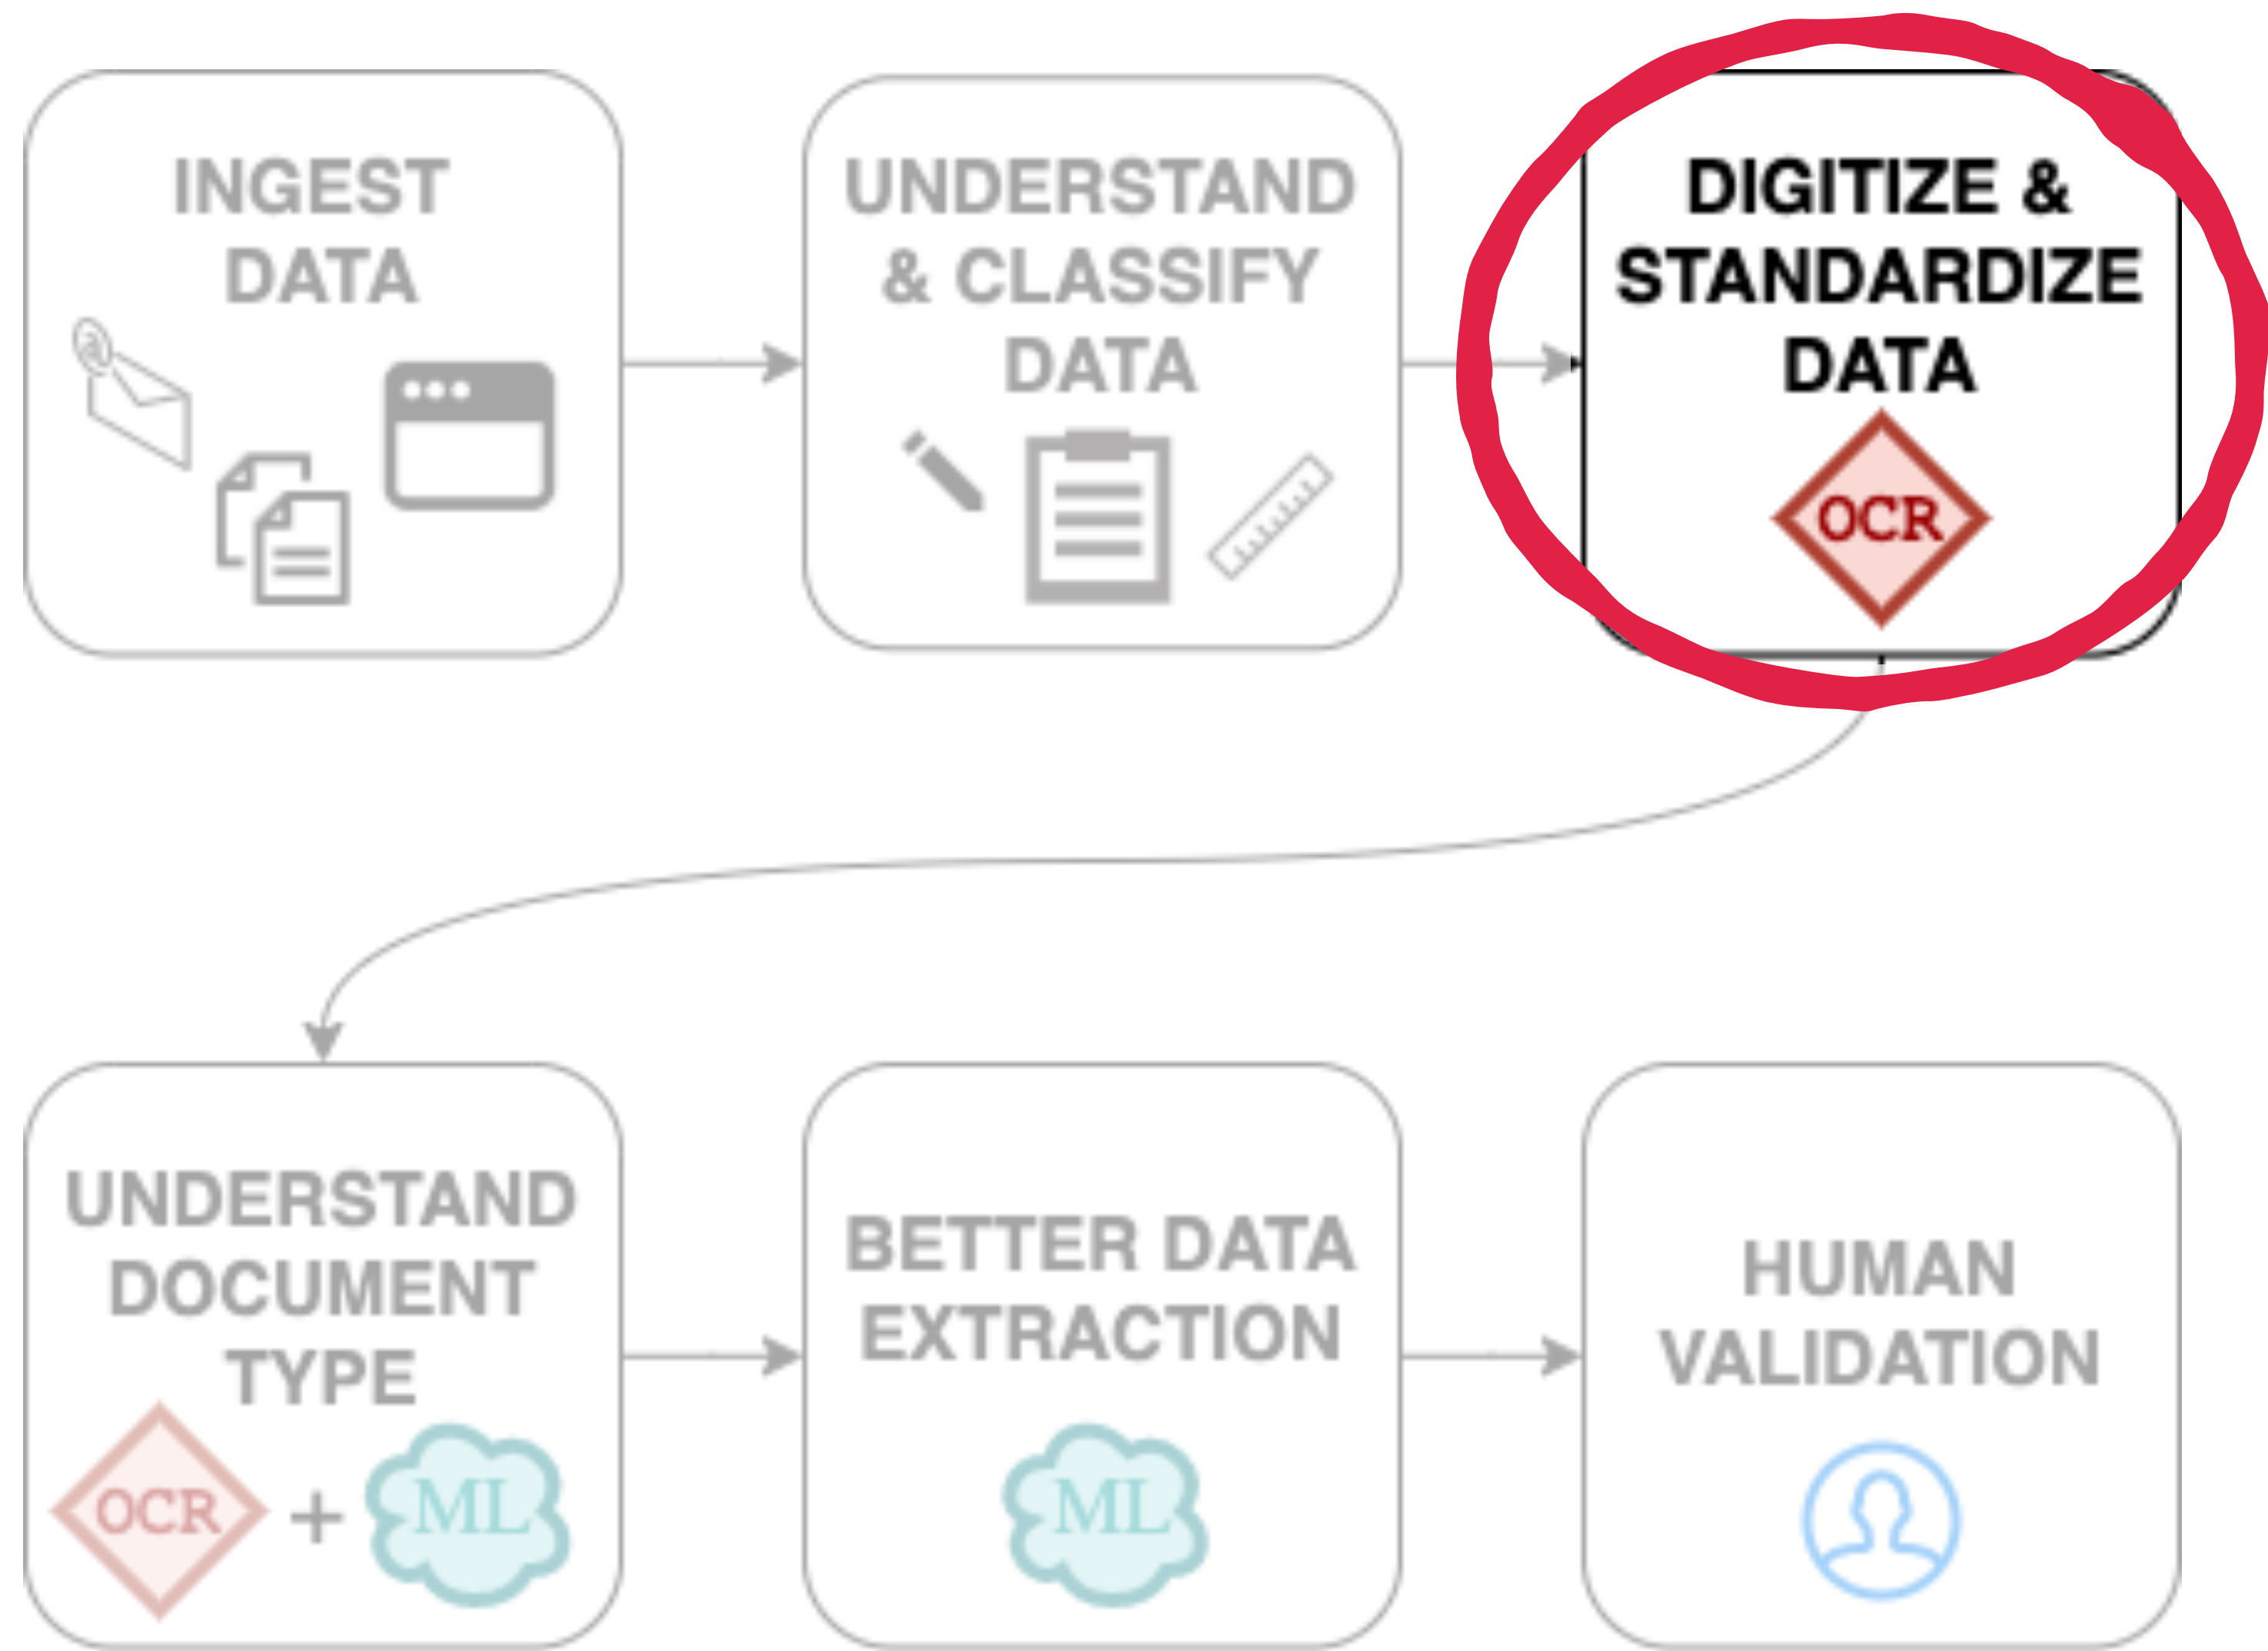 INGEST
DATA
UNDERSTAND
& CLASSIFY
DATA
DIGITIZE &
STANDARDIZE
DATA
OCR
UNDERSTAND
DOCUMENT
TYPE
OCR + ML
BETTER DATA
EXTRACTION
ML
HUMAN
VALIDATION